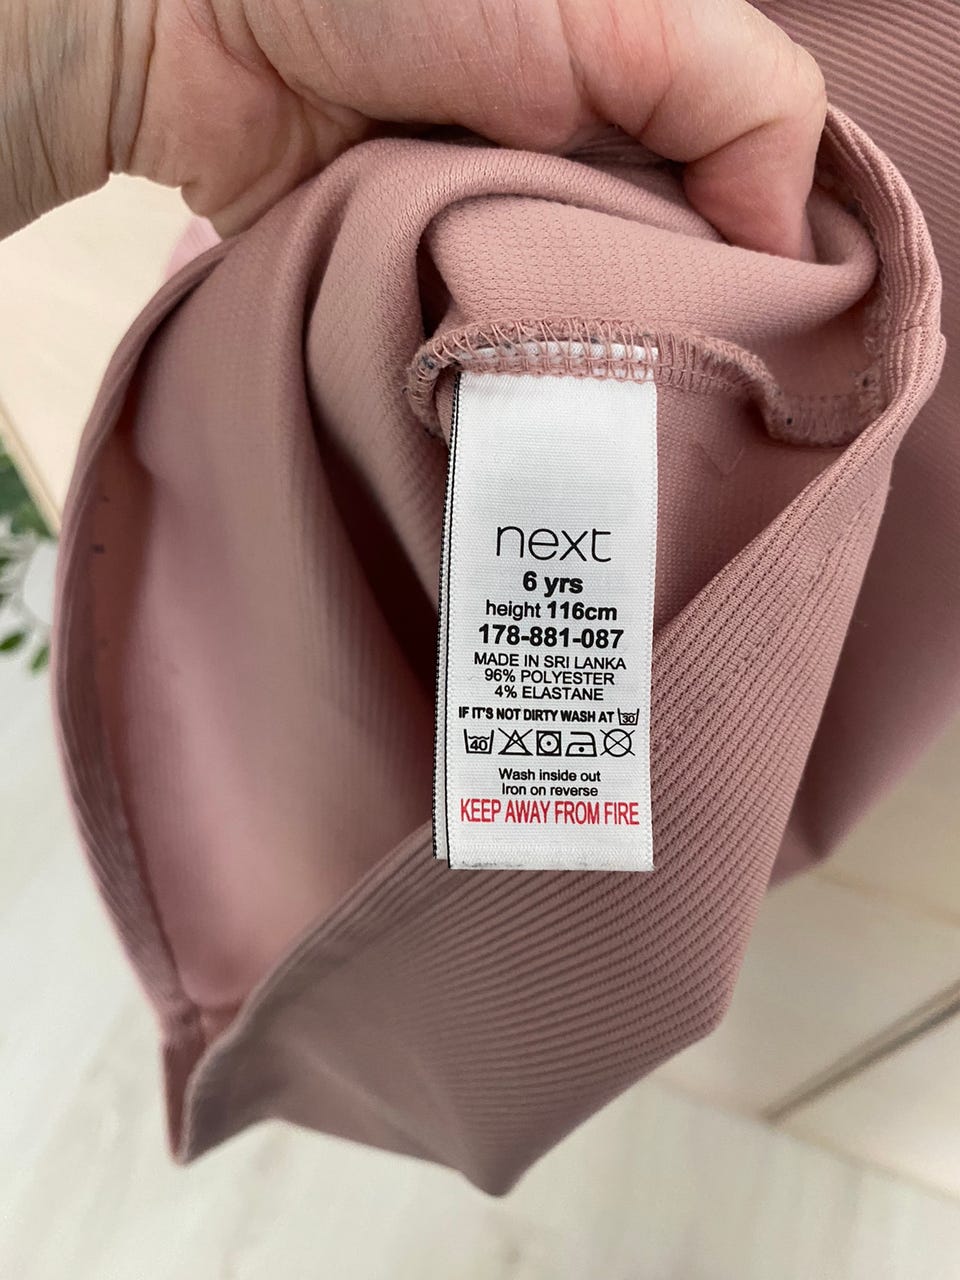 next
6 yrs
height 116cm
178-881-087
MADE IN SRI LANKA
96% POLYESTER
4% ELASTANE
IF IT'S NOT DIRTY WASH AT 30
40
Wash inside out
Iron on reverse
KEEP AWAY FROM FIRE